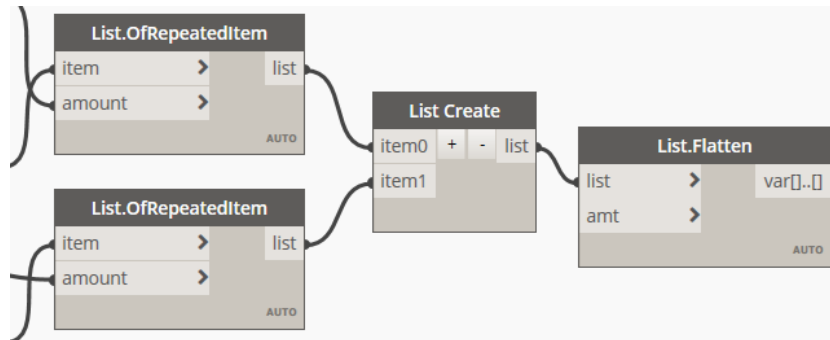 List.OfRepeatedItem
item > list
amount >
AUTO
List Create
item0 + - list
item1
List.Flatten
list > var[]..[]
amt >
AUTO
List.OfRepeatedItem
item > list
amount >
AUTO